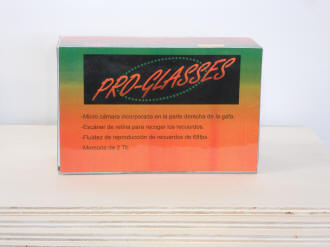 PRO-GLASSES
-Micro cámara incorporada en la parte derecha de la gafa.
-Escáner de retina para recoger los recuerdos.
-Fluidez de reproducción de recuerdos de 68fps
-Memoria de 2 Tb.